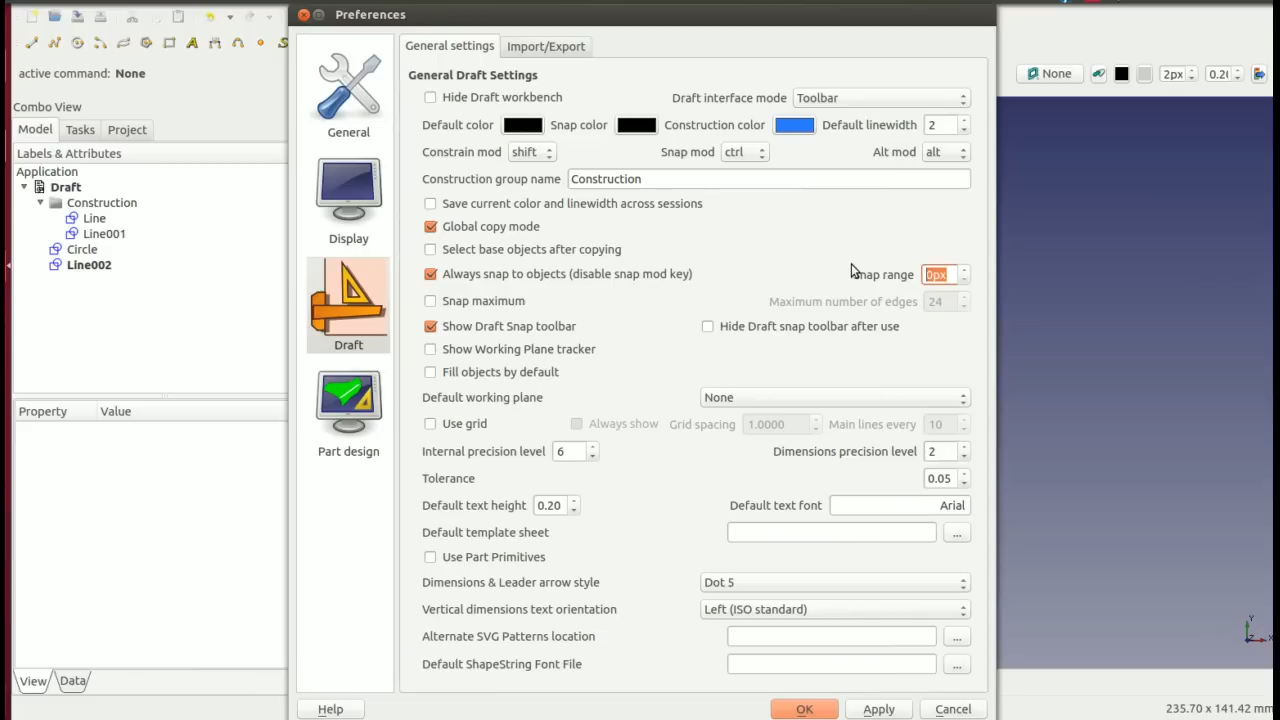 Preferences
active command: None
None
2px
Combo View
Model Tasks Project
Labels & Attributes
Application
Draft
Construction
Line
Line001
Circle
Line002
Property Value
View Data
General
Display
Draft
Part design
General settings Import/Export
General Draft Settings
Hide Draft workbench Draft interface mode Toolbar
Default color Snap color Construction color Default linewidth 2
Constrain mod shift Snap mod ctrl Alt mod alt
Construction group name Construction
Save current color and linewidth across sessions
Global copy mode
Select base objects after copying
Always snap to objects (disable snap mod key) range 0px
Snap maximum Maximum number of edges 24
Show Draft Snap toolbar Hide Draft snap toolbar after use
Show Working Plane tracker
Fill objects by default
Default working plane None
Use grid Always show Grid spacing 1.0000 Main lines every 10
Internal precision level 6 Dimensions precision level 2
Tolerance 0.05
Default text height 0.20 Default text font Arial
Default template sheet ...
Use Part Primitives
Dimensions & Leader arrow style Dot 5
Vertical dimensions text orientation Left (ISO standard)
Alternate SVG Patterns location ...
Default ShapeString Font File ...
Help OK Apply Cancel
Y
X
235.70 x 141.42 mm